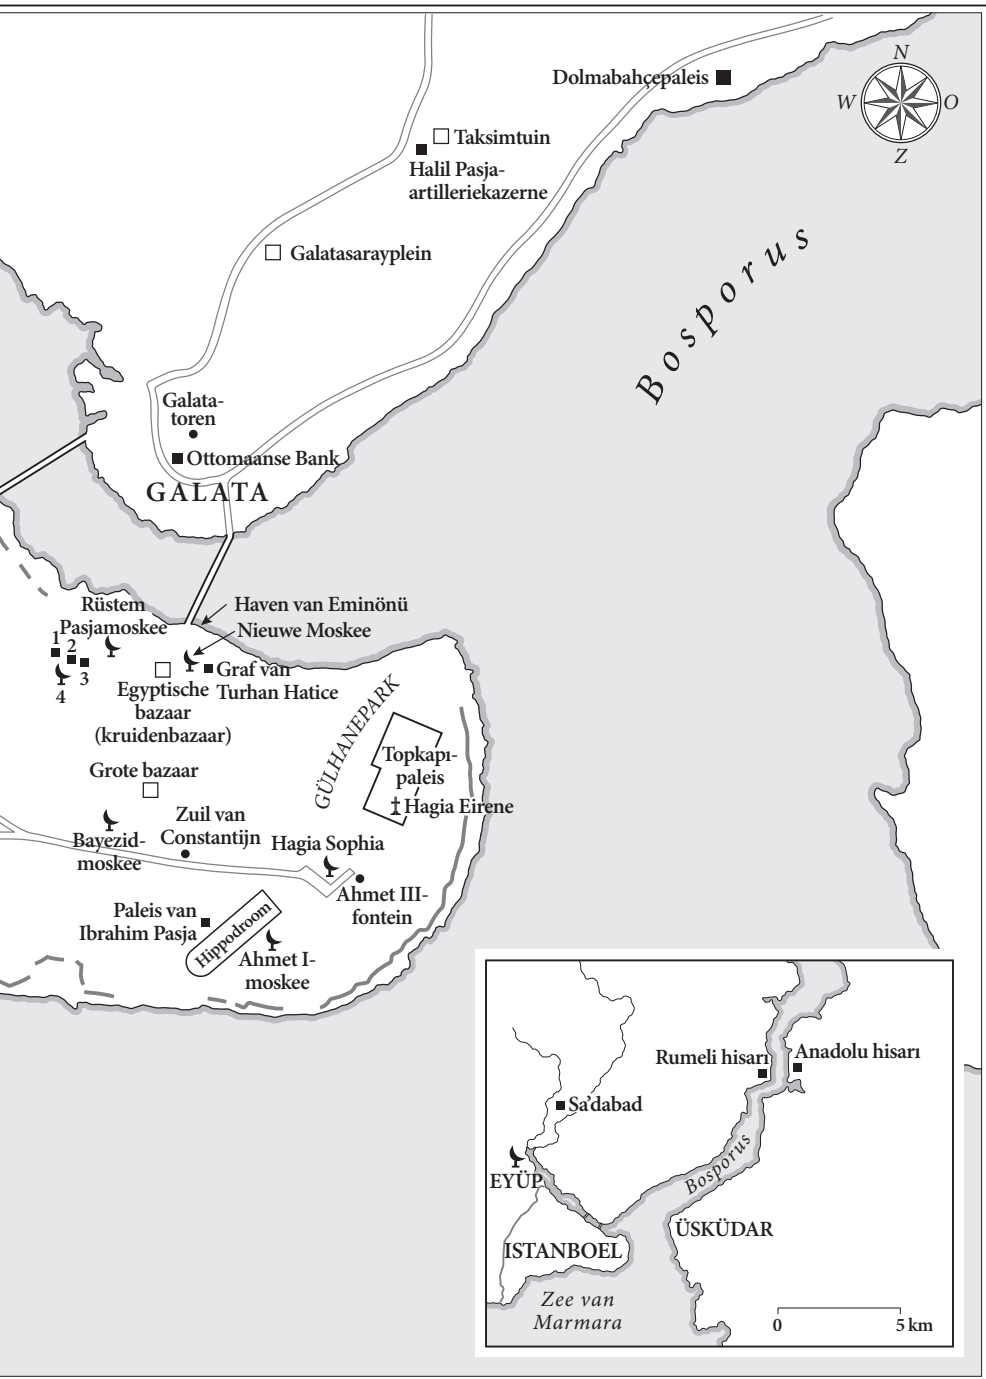 N
W
O
Z
Dolmabahçepaleis
Taksimtuin
Halil Pasja-
artilleriekazerne
Galatasarayplein
Bosporus
Galata-
toren
Ottomaanse Bank
GALATA
Haven van Eminönü
Rüstem
Pasjamoskee
Nieuwe Moskee
1
2
3
4
Graf van
Turhan Hatice
Egyptische
bazaar
(kruidenbazaar)
GÜLHANEPARK
Topkapı-
paleis
Hagia Eirene
Grote bazaar
Zuil van
Constantijn
Bayezid-
moskee
Hagia Sophia
Ahmet III-
fontein
Paleis van
Ibrahim Pasja
Hippodroom
Ahmet I-
moskee
Rumeli hisarı
Anadolu hisarı
Sa'dabad
EYÜP
Bosporus
ÜSKÜDAR
ISTANBOEL
Zee van
Marmara
0
5 km